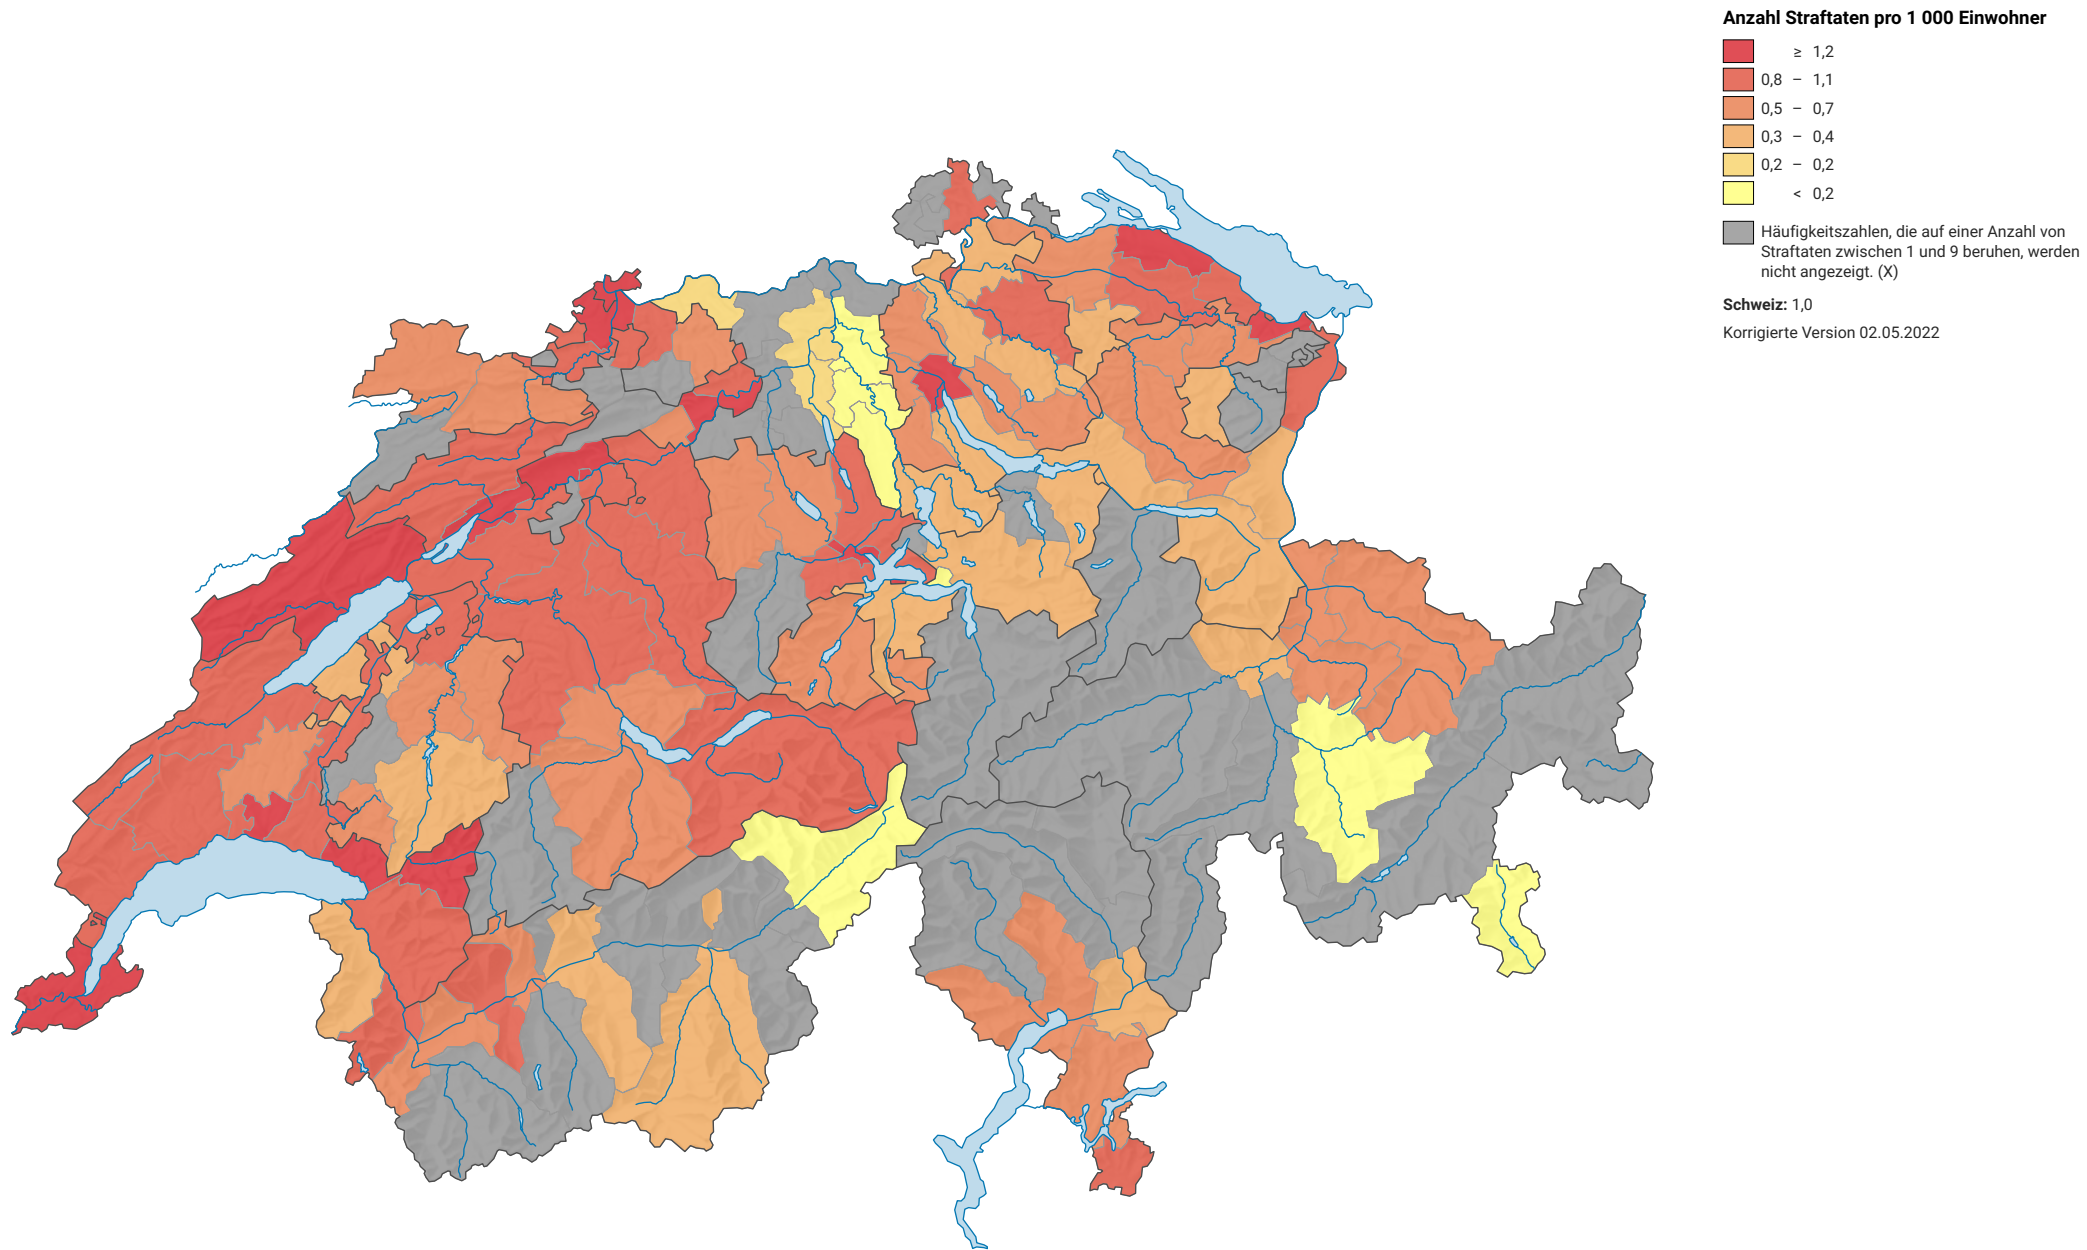 Anzahl Straftaten pro 1 000 Einwohner
≥ 1,2
0,8 – 1,1
0,5 – 0,7
0,3 – 0,4
0,2 – 0,2
< 0,2
Häufigkeitszahlen, die auf einer Anzahl von
Straftaten zwischen 1 und 9 beruhen, werden
nicht angezeigt. (X)
Schweiz: 1,0
Korrigierte Version 02.05.2022